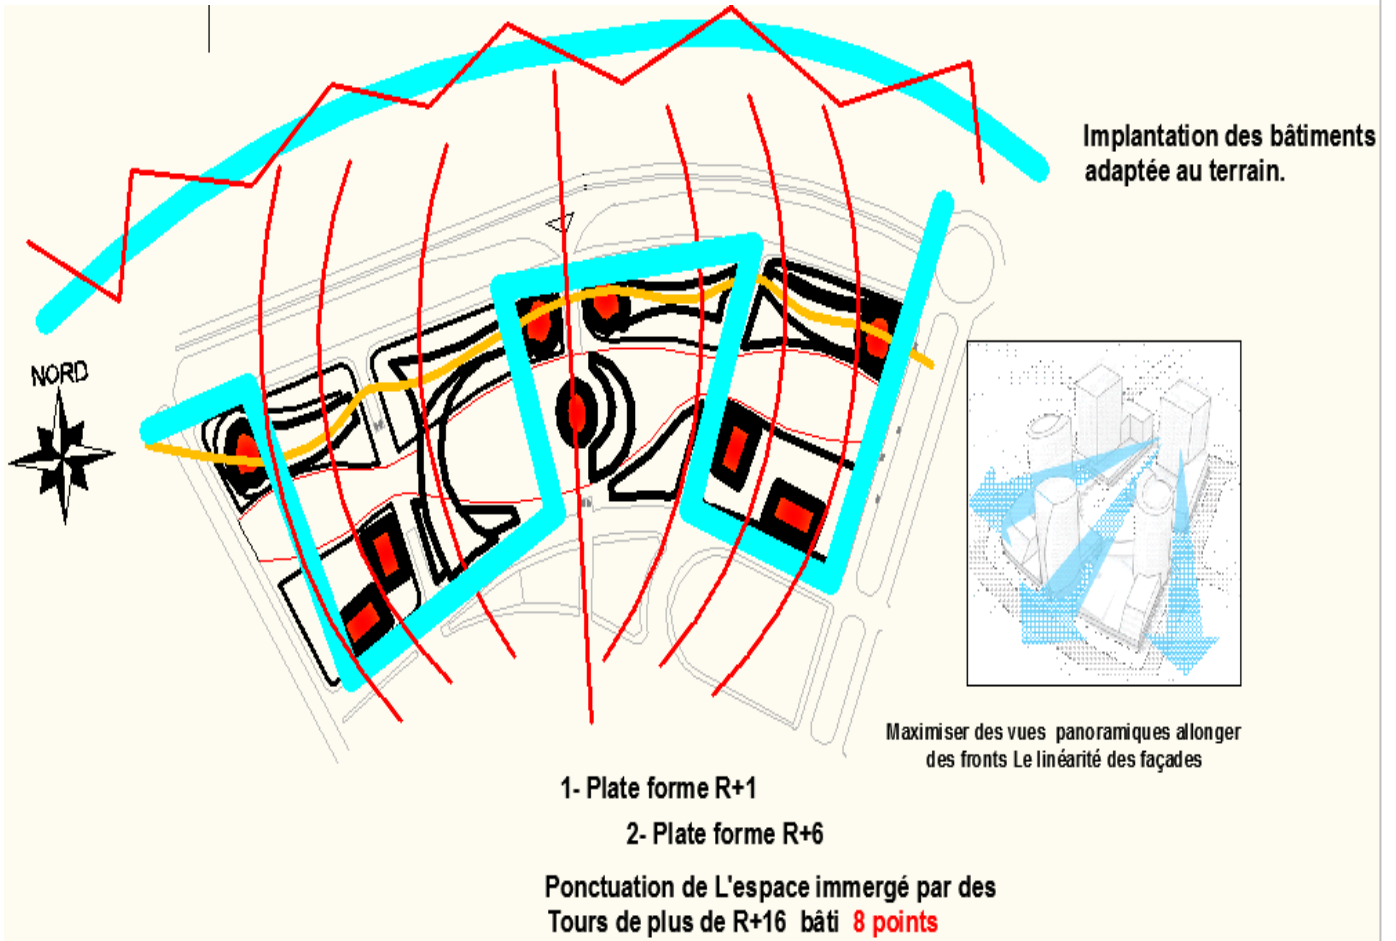 Implantation des bâtiments
adaptée au terrain.
NORD
Maximiser des vues panoramiques allonger
des fronts Le linéarité des façades
1- Plate forme R+1
2- Plate forme R+6
Ponctuation de L'espace immergé par des
Tours de plus de R+16 bâti 8 points